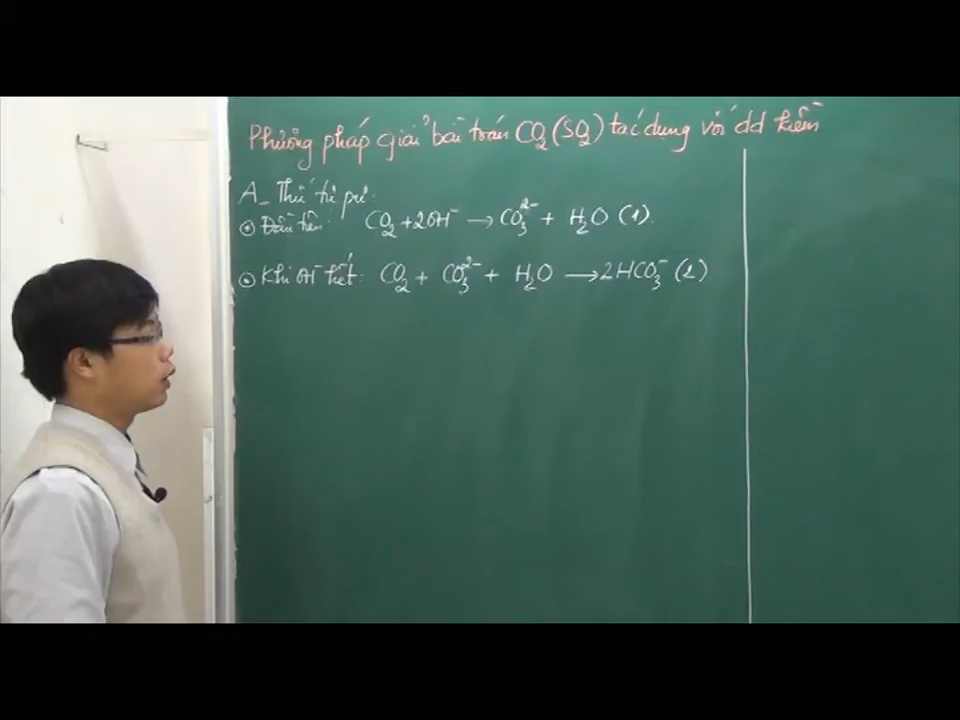 Phương pháp giải bài toán CO₂ (SO₂) tác dụng với dd kiềm
A_ Thứ tự pư:
⊙ Đầu tiên: CO₂ + 2OH⁻ → CO₃²⁻ + H₂O (1).
⊙ Khi OH⁻ hết: CO₂ + CO₃²⁻ + H₂O → 2HCO₃⁻ (2)